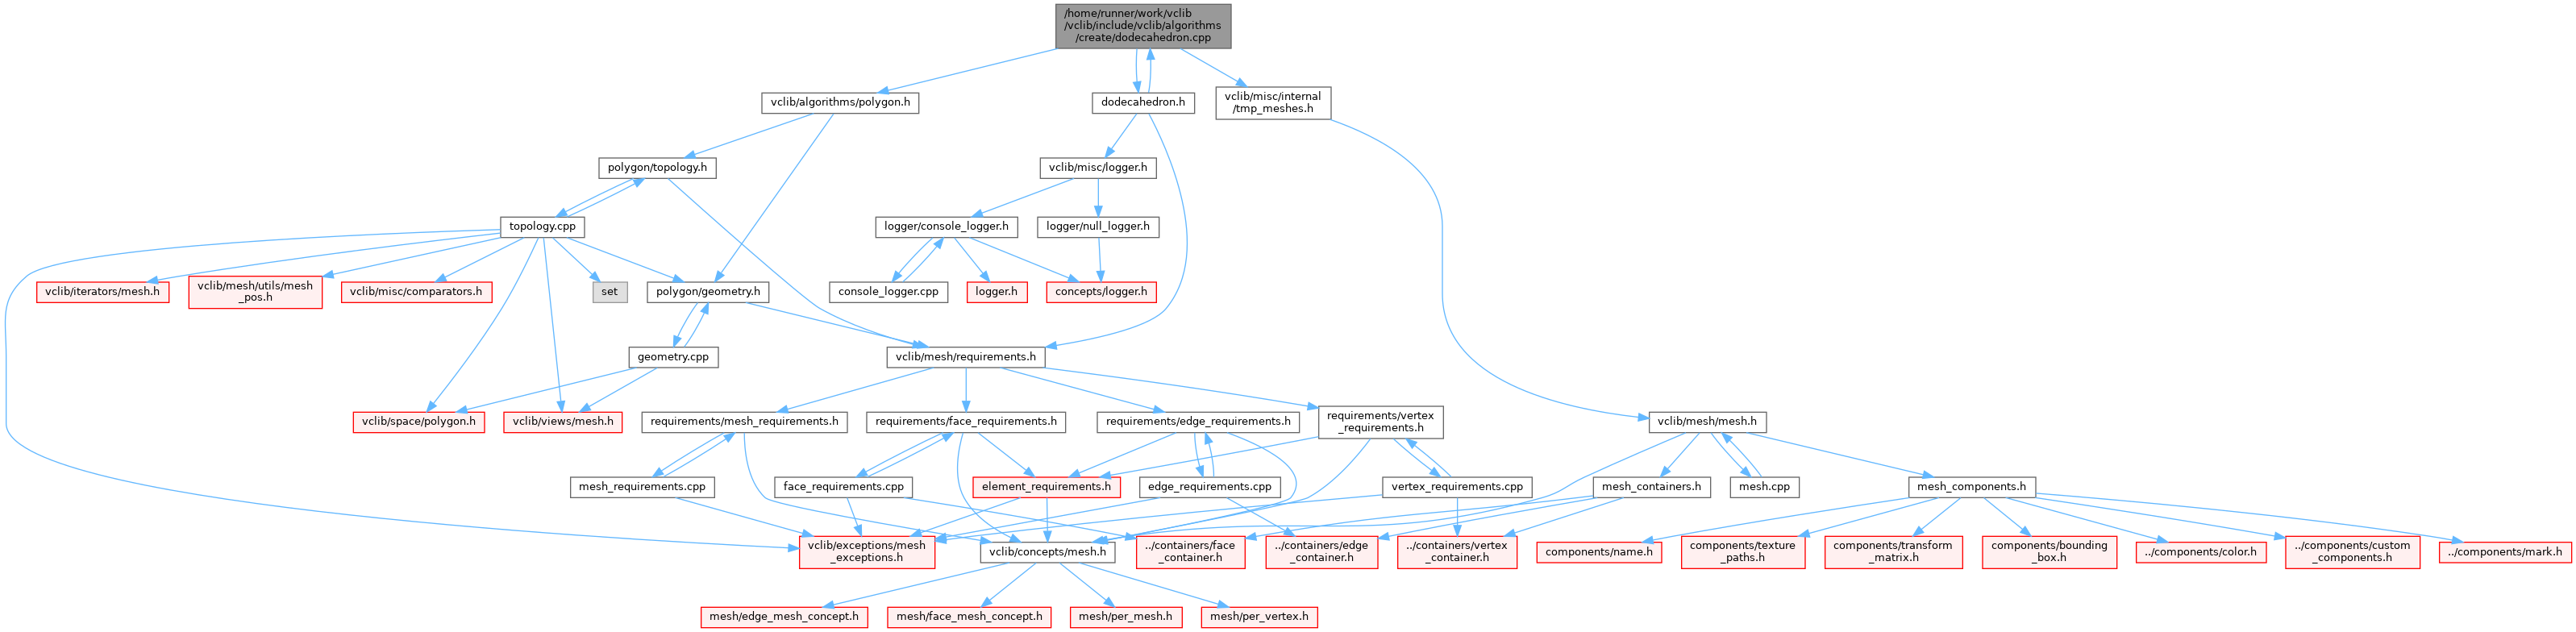 /home/runner/work/vclib
/vclib/include/vclib/algorithms
/create/dodecahedron.cpp
vclib/algorithms/polygon.h
dodecahedron.h
vclib/misc/internal
/tmp_meshes.h
polygon/topology.h
vclib/misc/logger.h
topology.cpp
logger/console_logger.h
logger/null_logger.h
vclib/iterators/mesh.h
vclib/mesh/utils/mesh
_pos.h
vclib/misc/comparators.h
set
polygon/geometry.h
console_logger.cpp
logger.h
concepts/logger.h
geometry.cpp
vclib/mesh/requirements.h
vclib/space/polygon.h
vclib/views/mesh.h
requirements/mesh_requirements.h
requirements/face_requirements.h
requirements/edge_requirements.h
requirements/vertex
_requirements.h
vclib/mesh/mesh.h
mesh_requirements.cpp
face_requirements.cpp
element_requirements.h
edge_requirements.cpp
vertex_requirements.cpp
mesh_containers.h
mesh.cpp
mesh_components.h
vclib/exceptions/mesh
_exceptions.h
vclib/concepts/mesh.h
../containers/face
_container.h
../containers/edge
_container.h
../containers/vertex
_container.h
components/name.h
components/texture
_paths.h
components/transform
_matrix.h
components/bounding
_box.h
../components/color.h
../components/custom
_components.h
../components/mark.h
mesh/edge_mesh_concept.h
mesh/face_mesh_concept.h
mesh/per_mesh.h
mesh/per_vertex.h